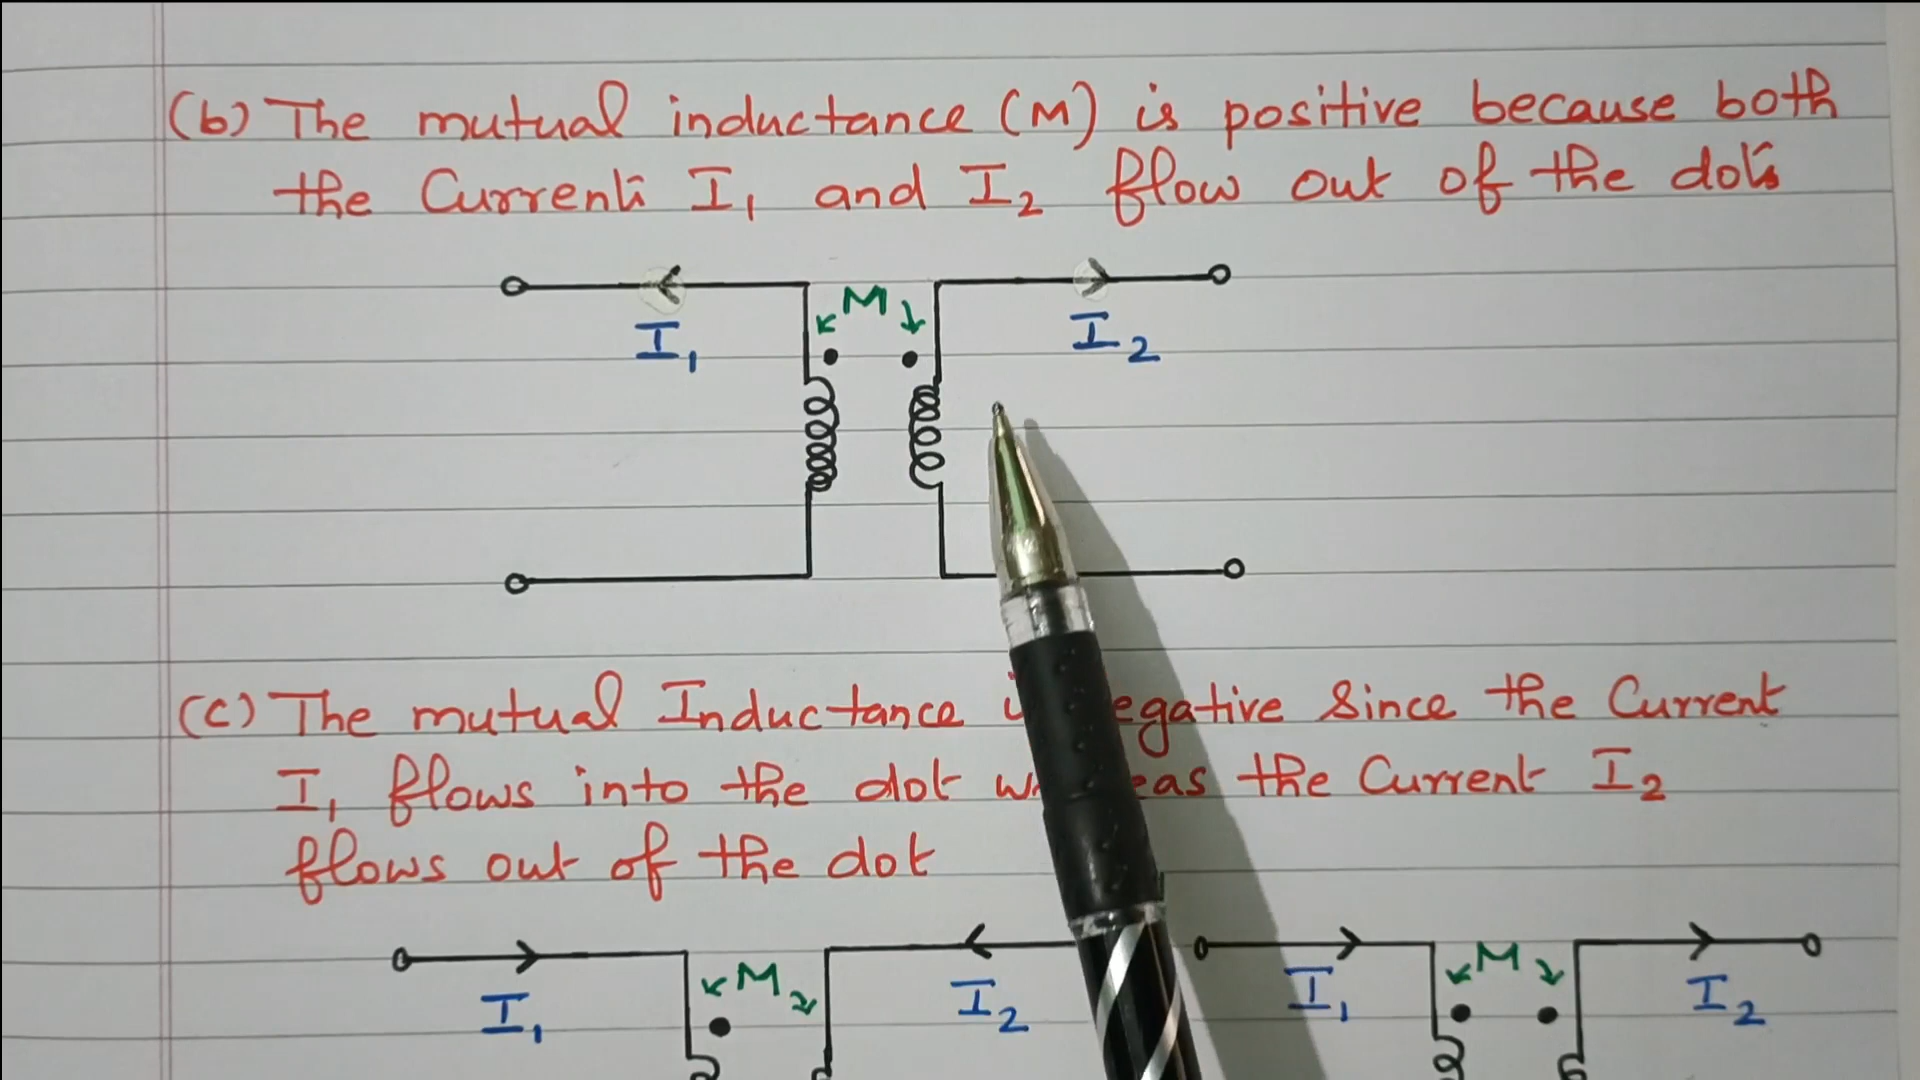 (b) The mutual inductance (M) is positive because both
the Currents I1 and I2 flow out of the dots
M
I1
I2
(c) The mutual Inductance negative Since the Current
I1 flows into the dot the Current I2
flows out of the dot
M
I1
I2
M
I1
I2